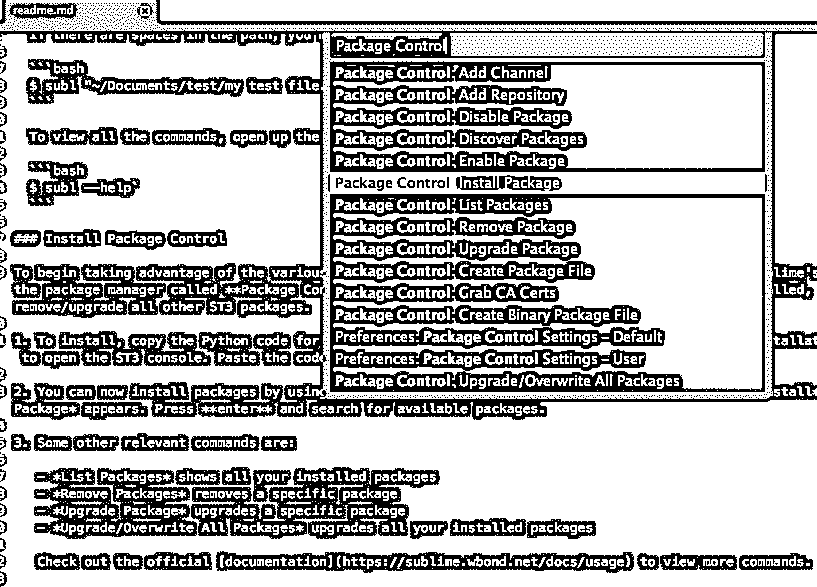 readme.md
If there are spaces in the path, you'
Package Control
```bash
$ subl "~/Documents/test/my test file
```
To view all the commands, open up the
```bash
$ subl --help`
```
### Install Package Control
To begin taking advantage of the various
the package manager called **Package Con
remove/upgrade all other ST3 packages.
1. To install, copy the Python code for
to open the ST3 console. Paste the code
2. You can now install packages by using
Package* appears. Press **enter** and search for available packages.
3. Some other relevant commands are:
- *List Packages* shows all your installed packages
- *Remove Packages* removes a specific package
- *Upgrade Package* upgrades a specific package
- *Upgrade/Overwrite All Packages* upgrades all your installed packages
Check out the official [documentation](https://sublime.wbond.net/docs/usage) to view more commands.
Package Control: Add Channel
Package Control: Add Repository
Package Control: Disable Package
Package Control: Discover Packages
Package Control: Enable Package
Package Control: Install Package
Package Control: List Packages
Package Control: Remove Package
Package Control: Upgrade Package
Package Control: Create Package File
Package Control: Grab CA Certs
Package Control: Create Binary Package File
Preferences: Package Control Settings – Default
Preferences: Package Control Settings – User
Package Control: Upgrade/Overwrite All Packages